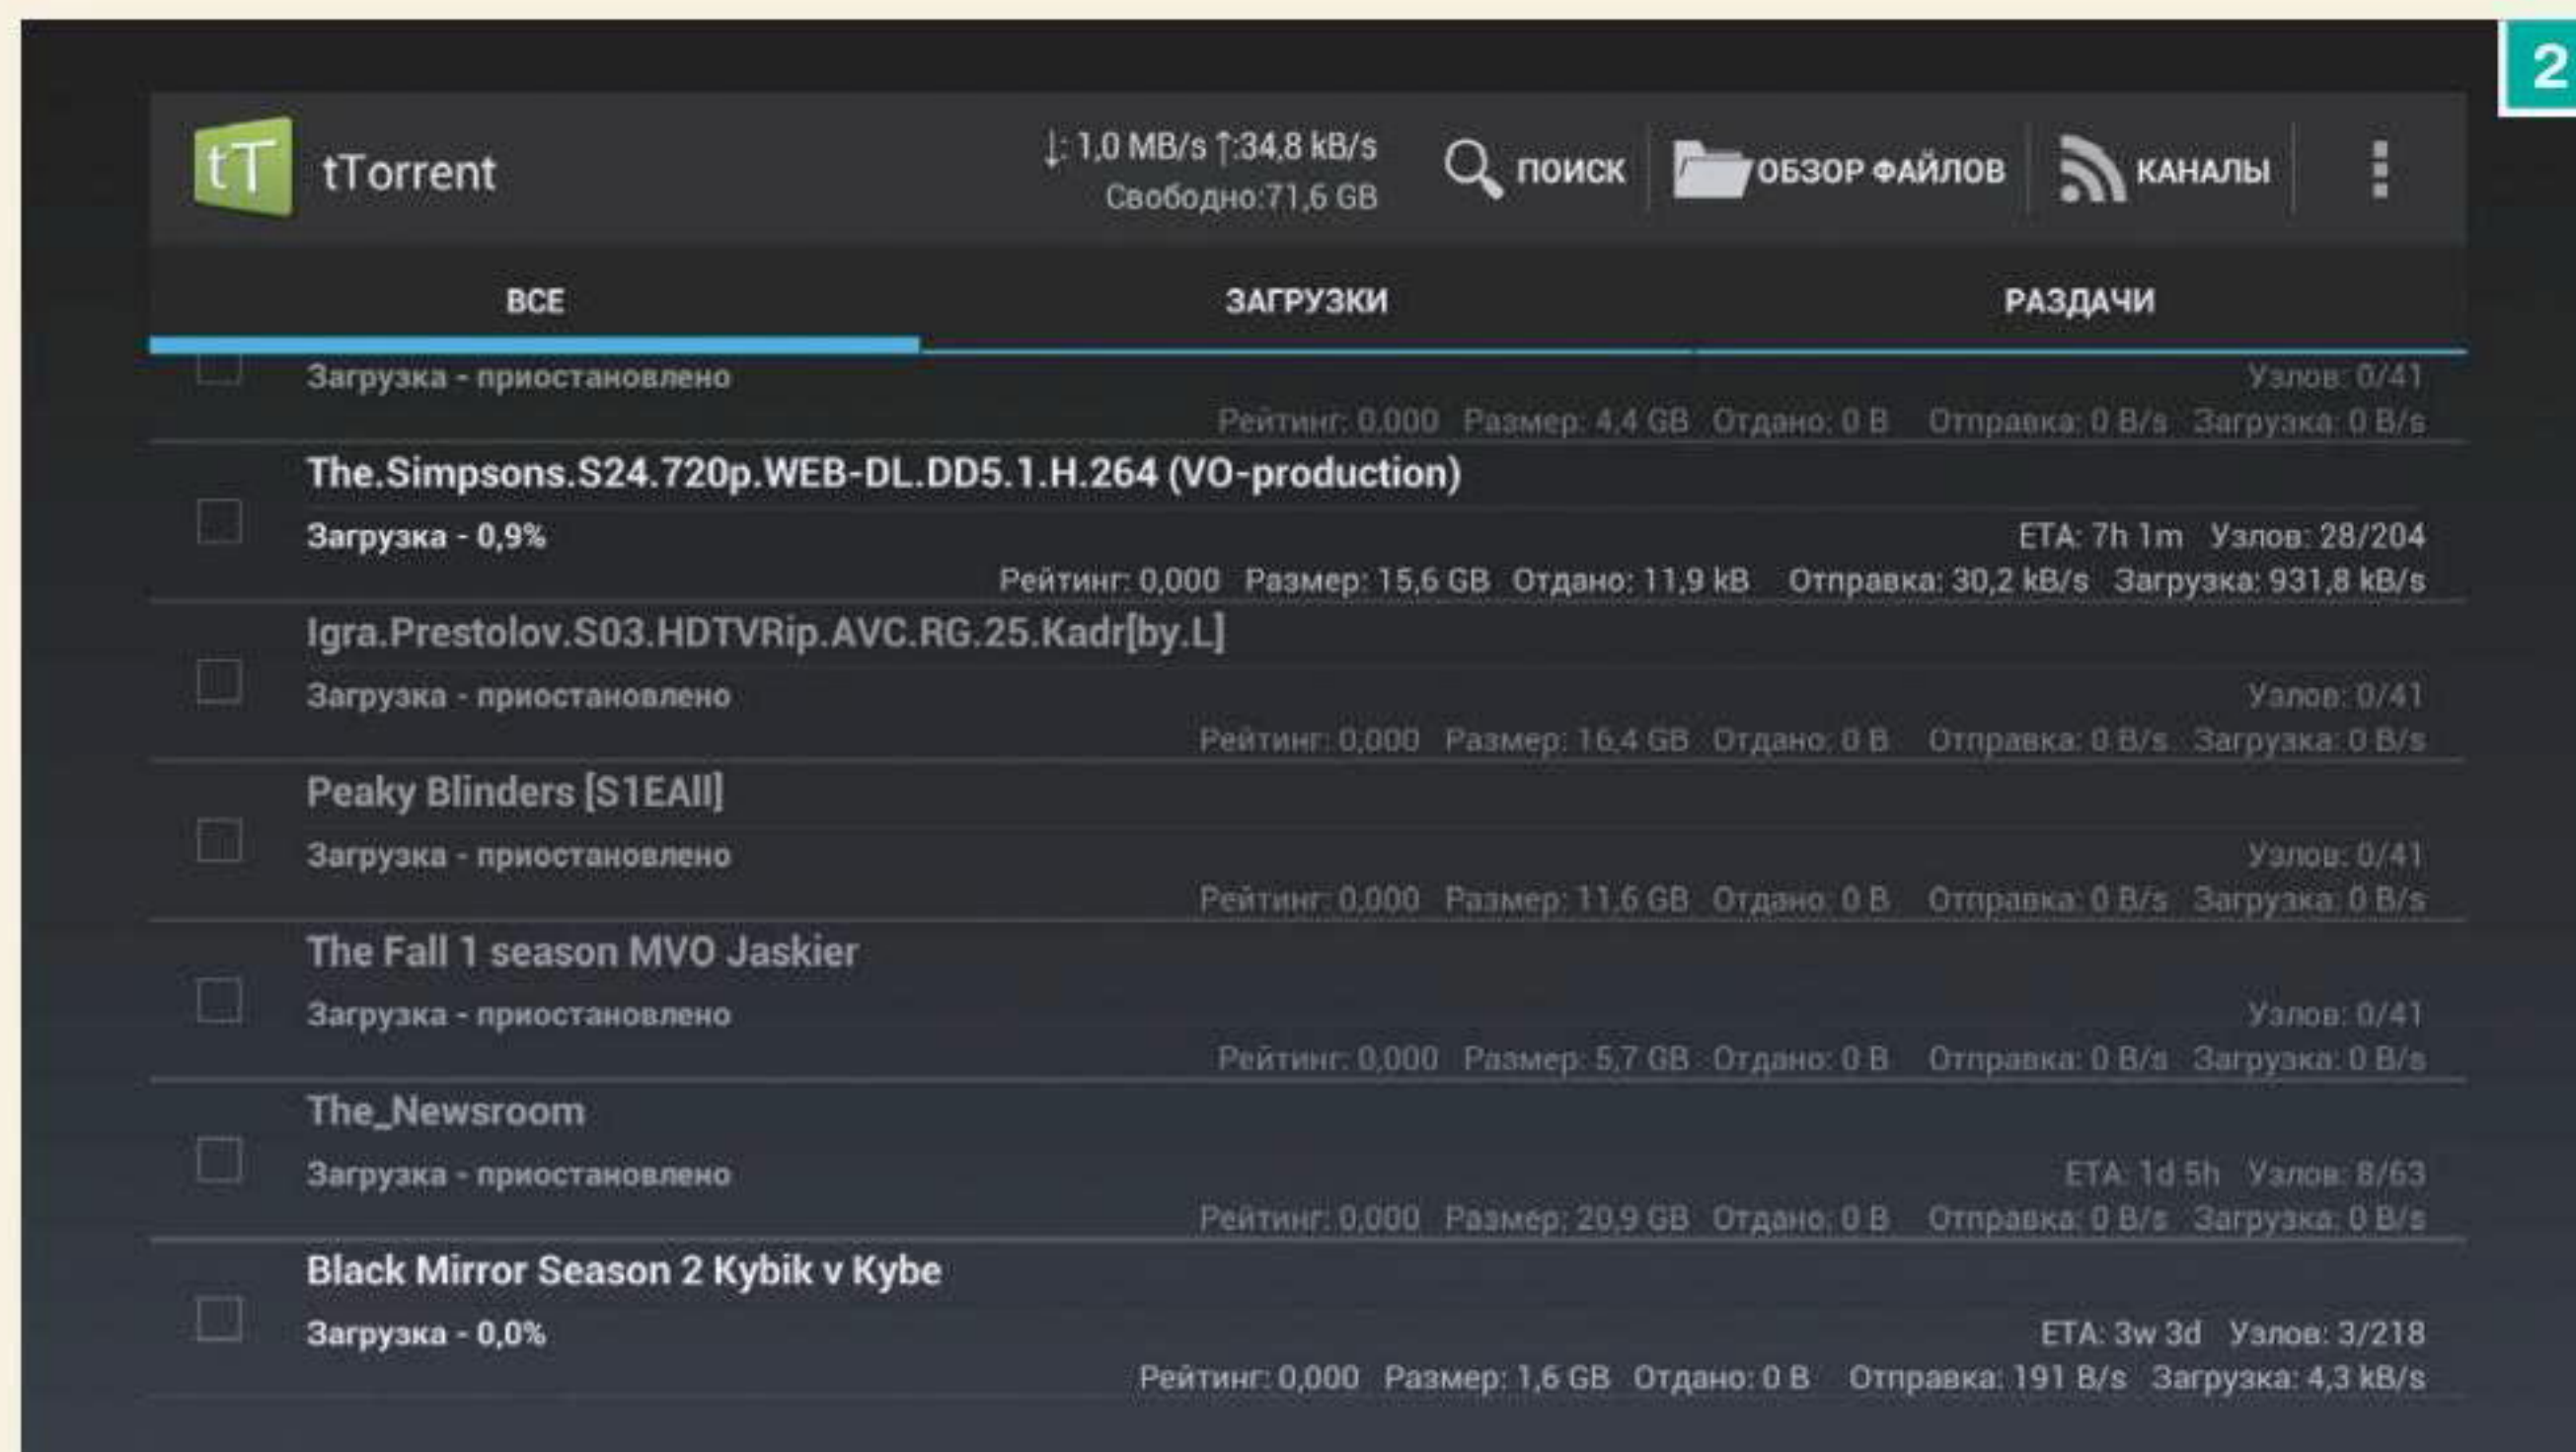 2
tT tTorrent
↓: 1,0 MB/s ↑:34,8 kB/s
Свободно:71,6 GB
ПОИСК ОБЗОР ФАЙЛОВ КАНАЛЫ
ВСЕ ЗАГРУЗКИ РАЗДАЧИ
Загрузка - приостановлено Узлов: 0/41
Рейтинг: 0,000 Размер: 4,4 GB Отдано: 0 B Отправка: 0 B/s Загрузка: 0 B/s
The.Simpsons.S24.720p.WEB-DL.DD5.1.H.264 (VO-production)
Загрузка - 0,9% ETA: 7h 1m Узлов: 28/204
Рейтинг: 0,000 Размер: 15,6 GB Отдано: 11,9 kB Отправка: 30,2 kB/s Загрузка: 931,8 kB/s
Igra.Prestolov.S03.HDTVRip.AVC.RG.25.Kadr[by.L]
Загрузка - приостановлено Узлов: 0/41
Рейтинг: 0,000 Размер: 16,4 GB Отдано: 0 B Отправка: 0 B/s Загрузка: 0 B/s
Peaky Blinders [S1EAll]
Загрузка - приостановлено Узлов: 0/41
Рейтинг: 0,000 Размер: 11,6 GB Отдано: 0 B Отправка: 0 B/s Загрузка: 0 B/s
The Fall 1 season MVO Jaskier
Загрузка - приостановлено Узлов: 0/41
Рейтинг: 0,000 Размер: 5,7 GB Отдано: 0 B Отправка: 0 B/s Загрузка: 0 B/s
The_Newsroom
Загрузка - приостановлено ETA: 1d 5h Узлов: 8/63
Рейтинг: 0,000 Размер: 20,9 GB Отдано: 0 B Отправка: 0 B/s Загрузка: 0 B/s
Black Mirror Season 2 Kybik v Kybe
Загрузка - 0,0% ETA: 3w 3d Узлов: 3/218
Рейтинг: 0,000 Размер: 1,6 GB Отдано: 0 B Отправка: 191 B/s Загрузка: 4,3 kB/s